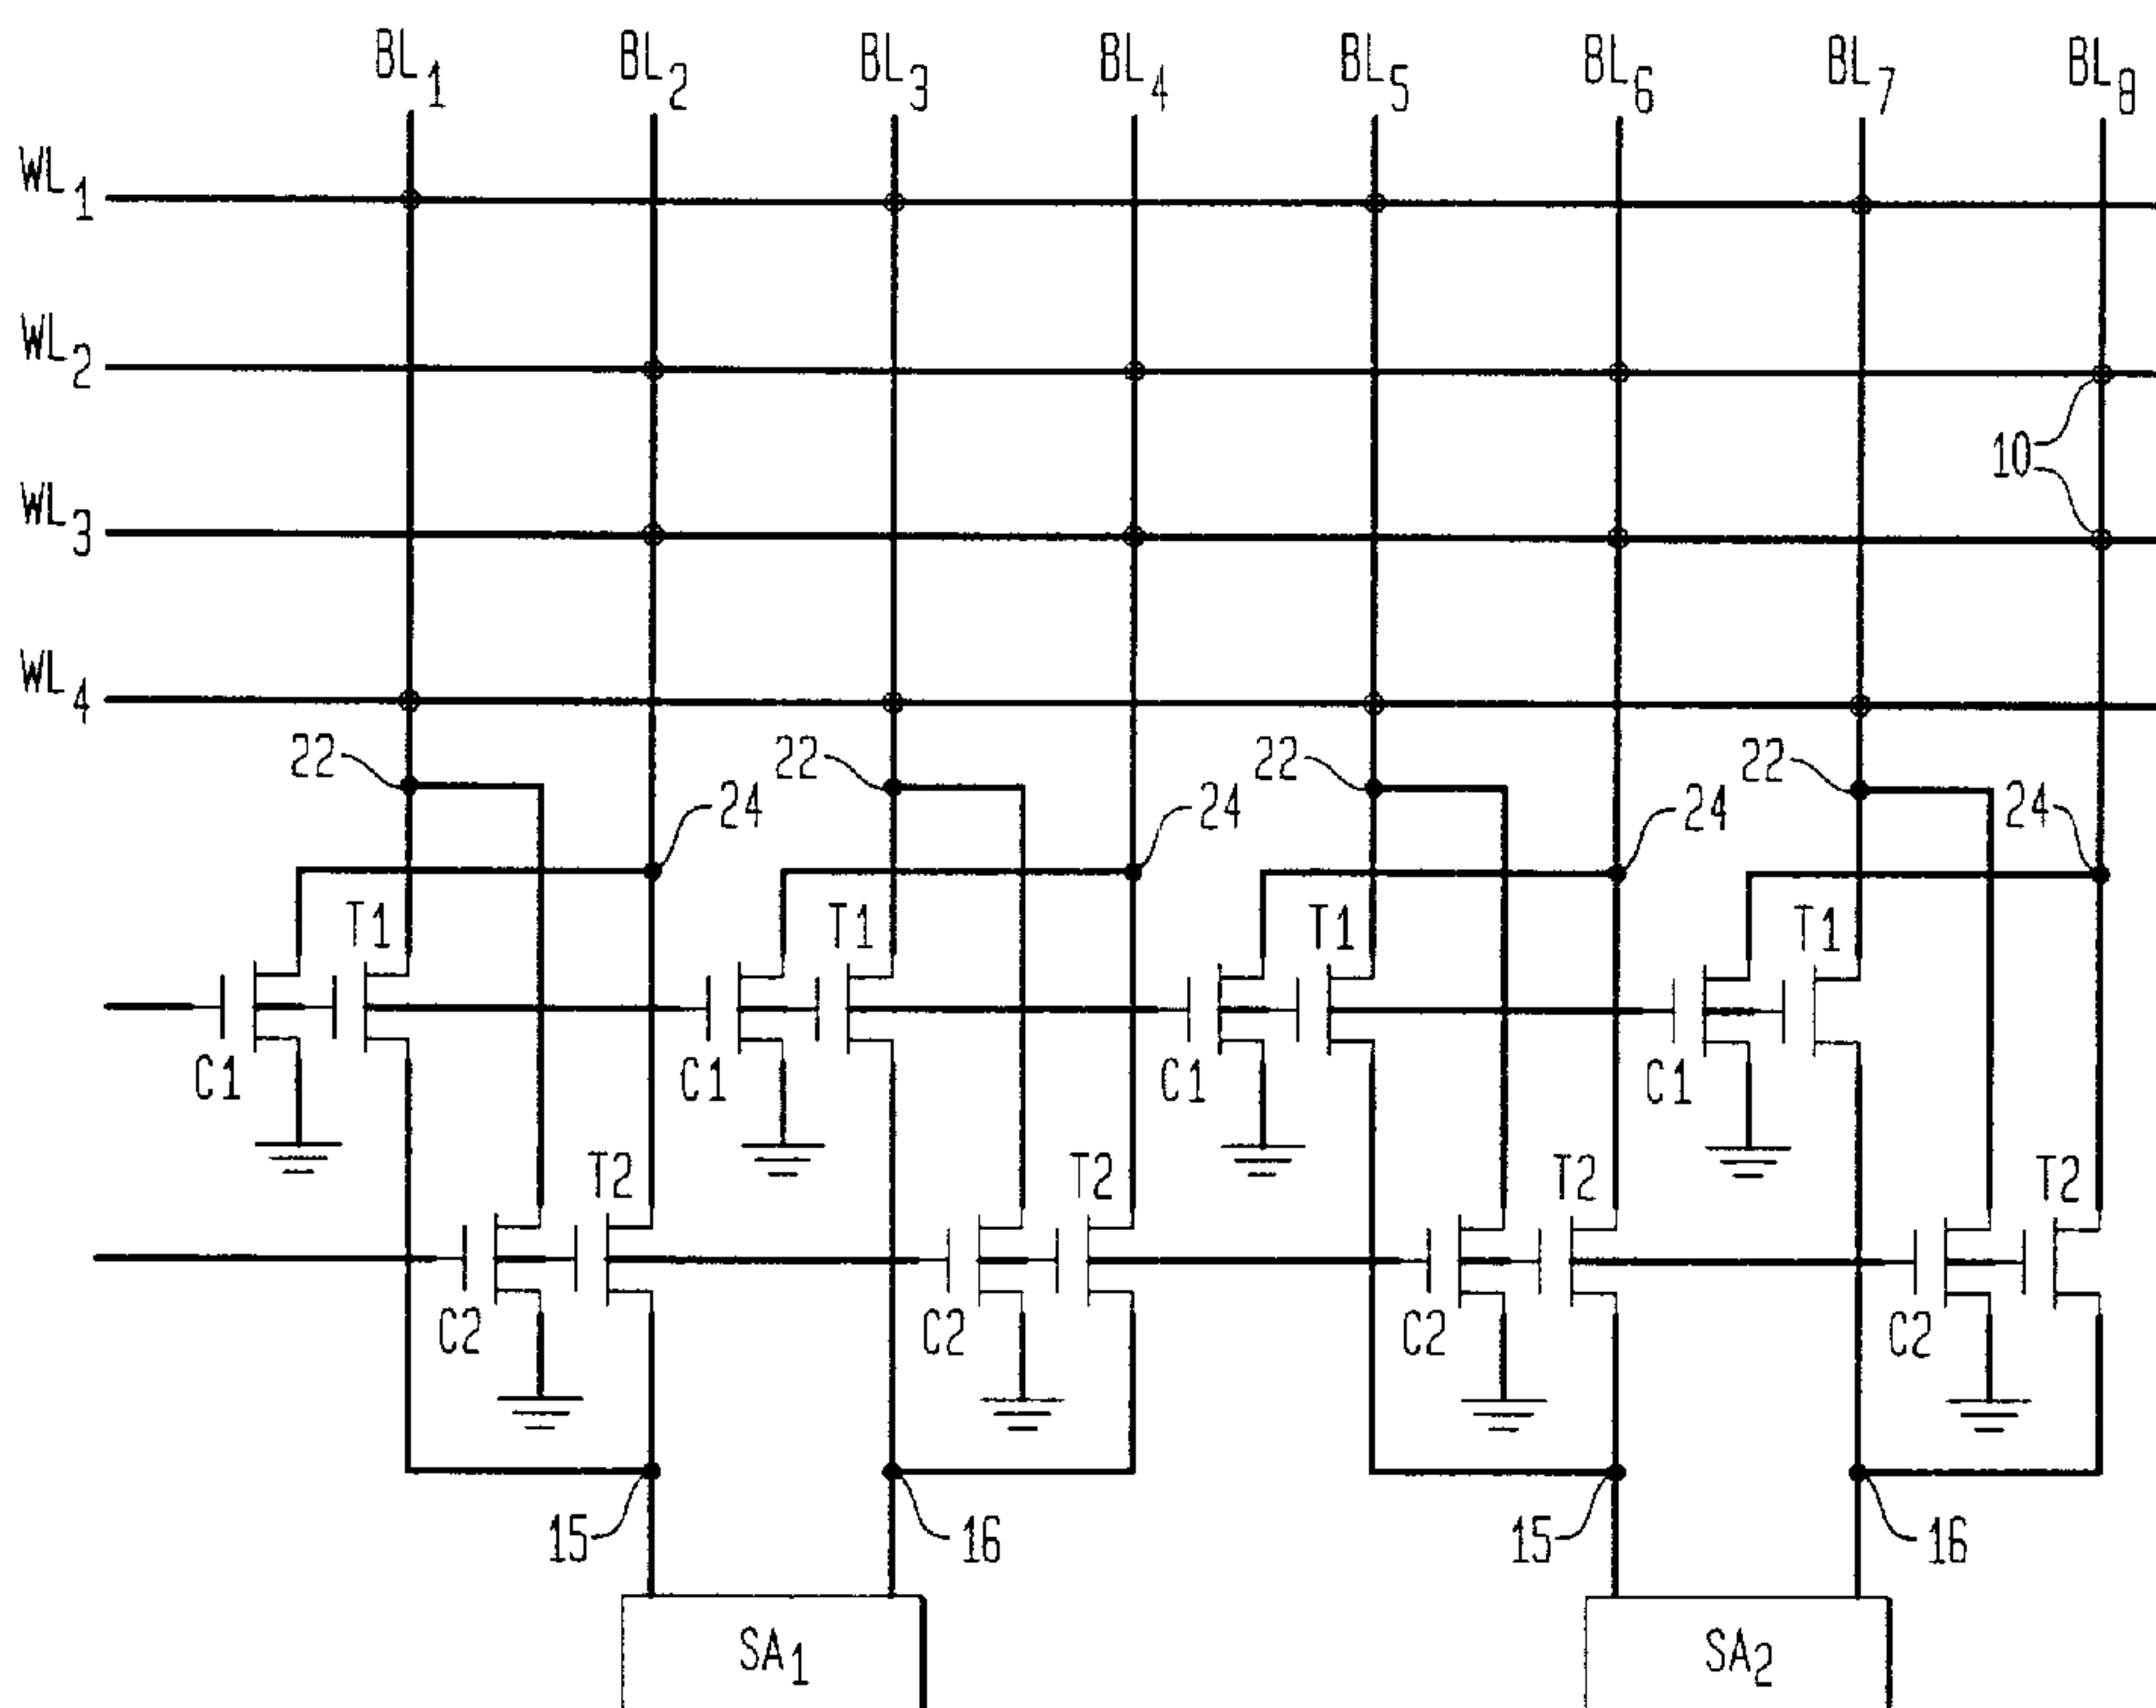 BL1 BL2 BL3 BL4 BL5 BL6 BL7 BL8
WL1
WL2
10
WL3
WL4
22 22 22 22
24 24 24 24
T1 T1 T1 T1
C1 C1 C1 C1
T2 T2 T2 T2
C2 C2 C2 C2
15 16 15 16
SA1 SA2